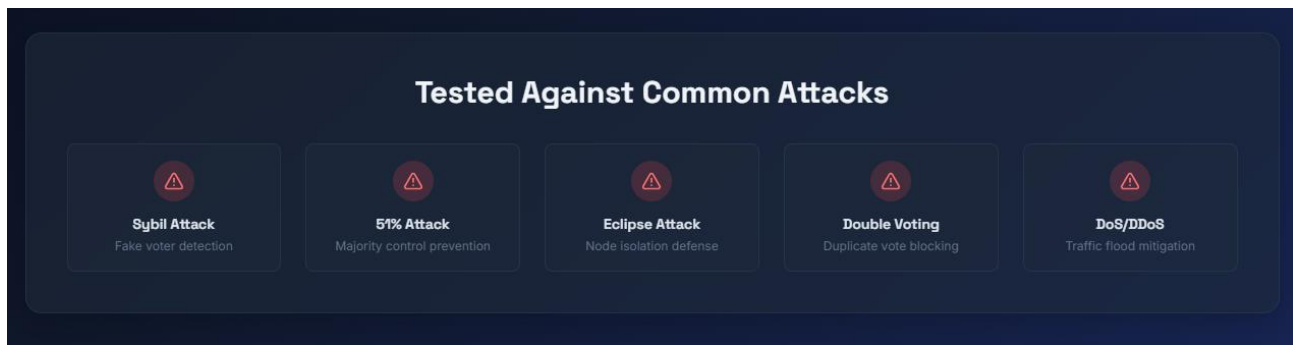 Tested Against Common Attacks
Sybil Attack
Fake voter detection
51% Attack
Majority control prevention
Eclipse Attack
Node isolation defense
Double Voting
Duplicate vote blocking
DoS/DDoS
Traffic flood mitigation